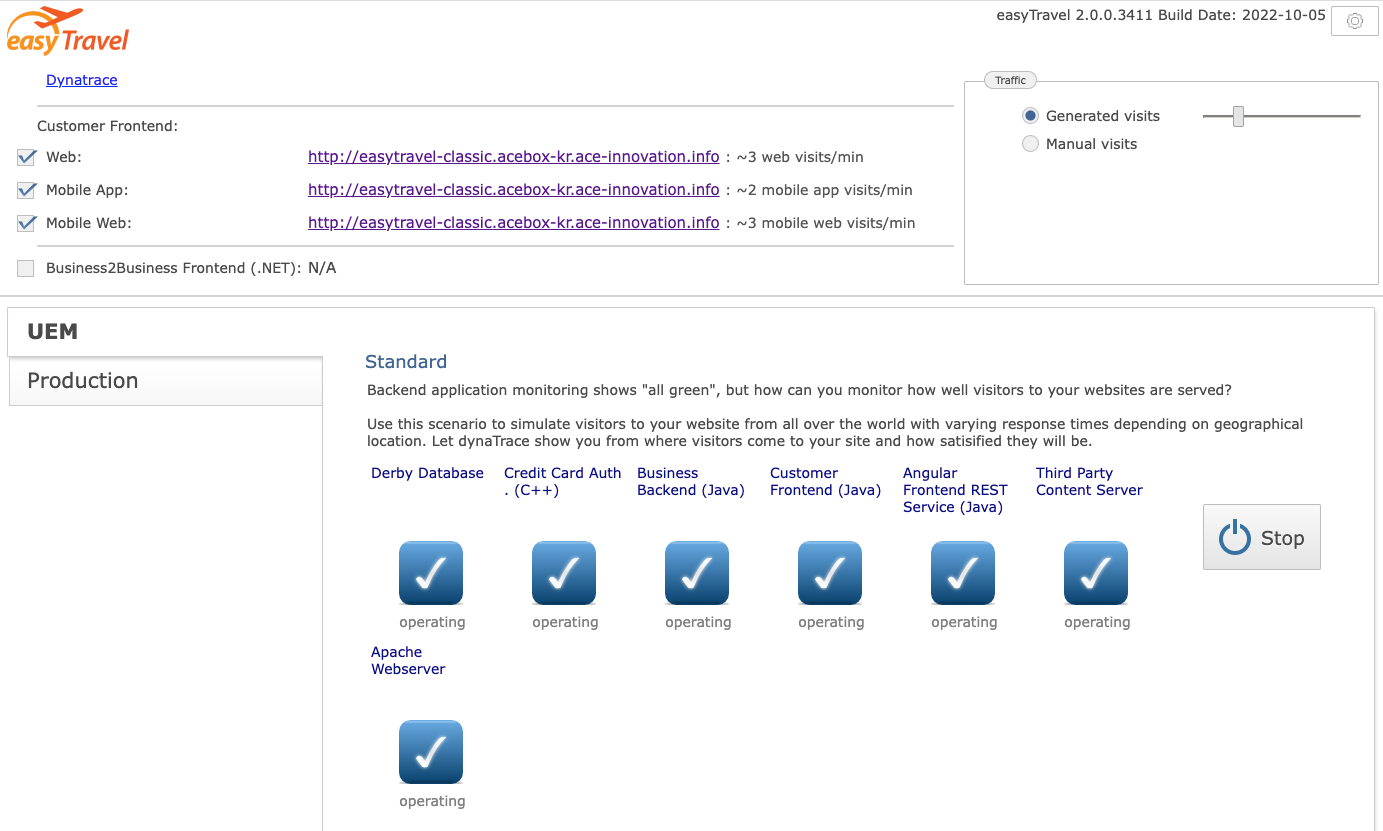 easyTravel
easyTravel 2.0.0.3411 Build Date: 2022-10-05
Dynatrace
Traffic
Generated visits
Manual visits
Customer Frontend:
Web: http://easytravel-classic.acebox-kr.ace-innovation.info : ~3 web visits/min
Mobile App: http://easytravel-classic.acebox-kr.ace-innovation.info : ~2 mobile app visits/min
Mobile Web: http://easytravel-classic.acebox-kr.ace-innovation.info : ~3 mobile web visits/min
Business2Business Frontend (.NET): N/A
UEM
Production
Standard
Backend application monitoring shows "all green", but how can you monitor how well visitors to your websites are served?
Use this scenario to simulate visitors to your website from all over the world with varying response times depending on geographical
location. Let dynaTrace show you from where visitors come to your site and how satisified they will be.
Derby Database
Credit Card Auth
. (C++)
Business
Backend (Java)
Customer
Frontend (Java)
Angular
Frontend REST
Service (Java)
Third Party
Content Server
Stop
operating operating operating operating operating operating
Apache
Webserver
operating